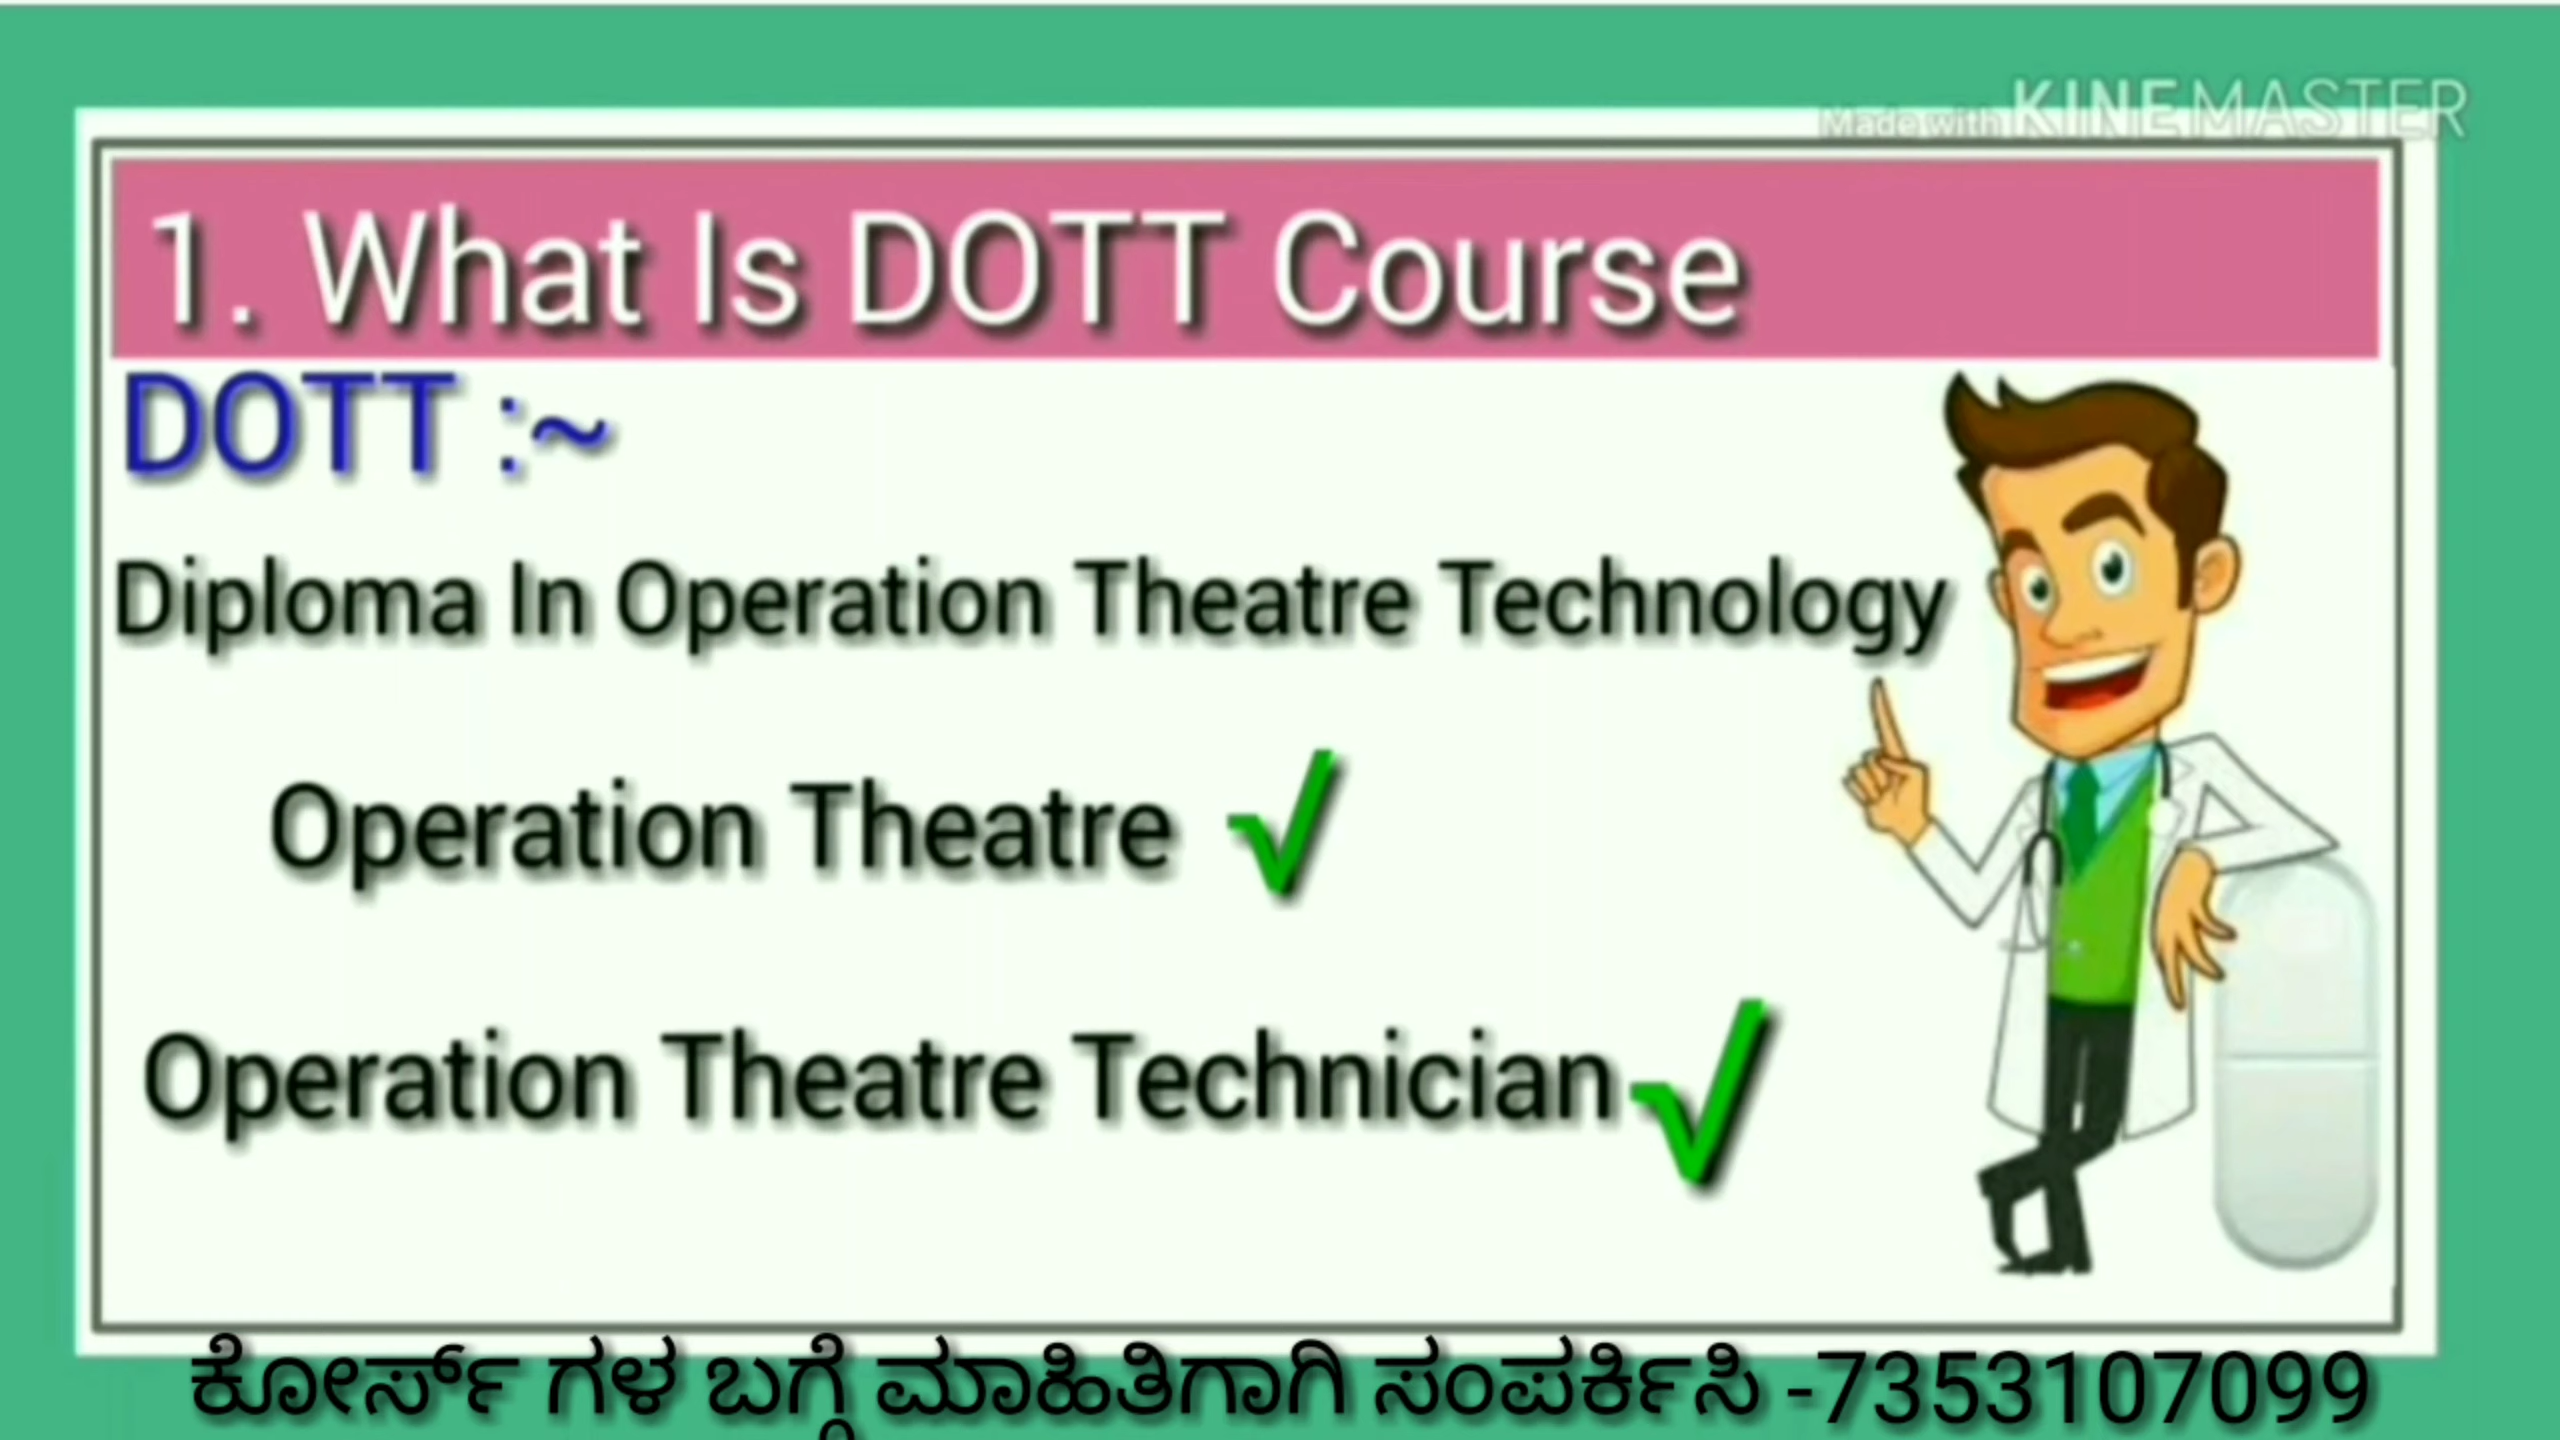 Made with KINEMASTER
1. What Is DOTT Course
DOTT :~
Diploma In Operation Theatre Technology
Operation Theatre √
Operation Theatre Technician √
ಕೋರ್ಸ್ ಗಳ ಬಗ್ಗೆ ಮಾಹಿತಿಗಾಗಿ ಸಂಪರ್ಕಿಸಿ -7353107099